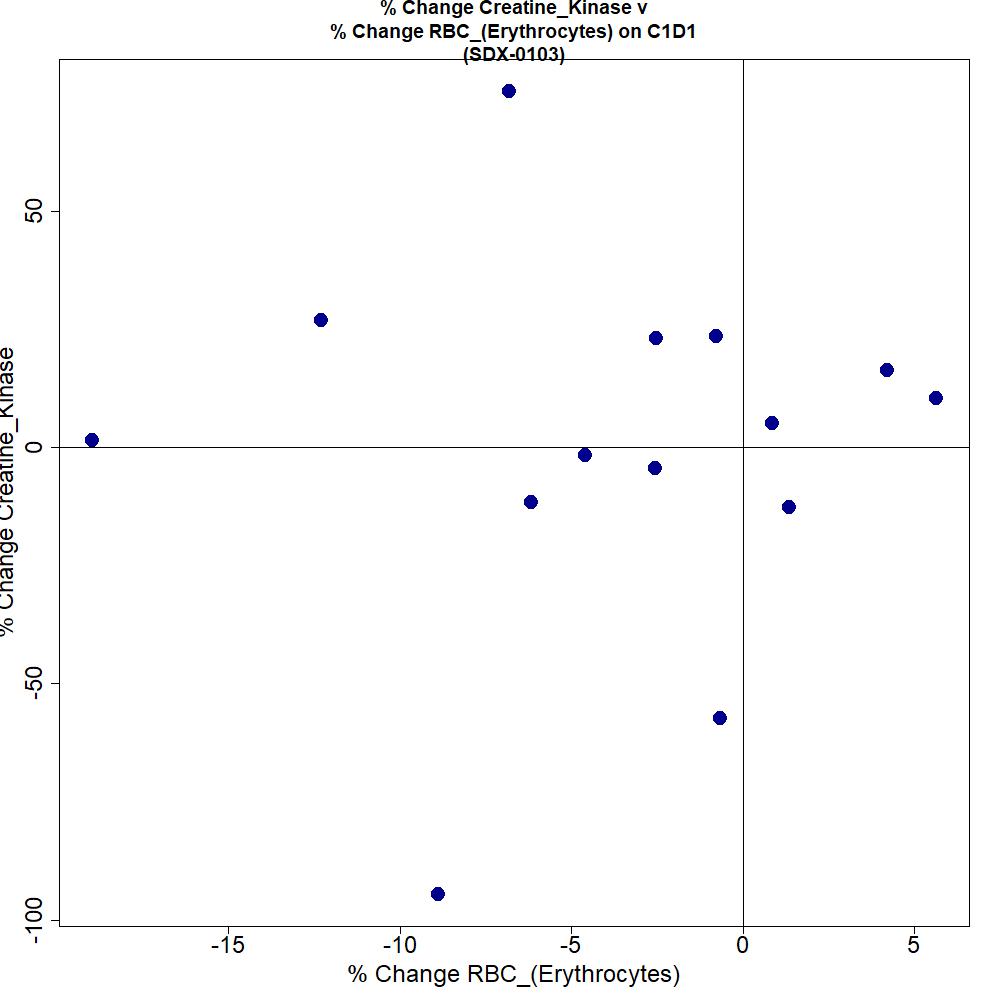 % Change Creatine_Kinase v
% Change RBC_(Erythrocytes) on C1D1
(SDX-0103)
% Change Creatine_Kinase
50
0
-50
-100
-15
-10
-5
0
5
% Change RBC_(Erythrocytes)